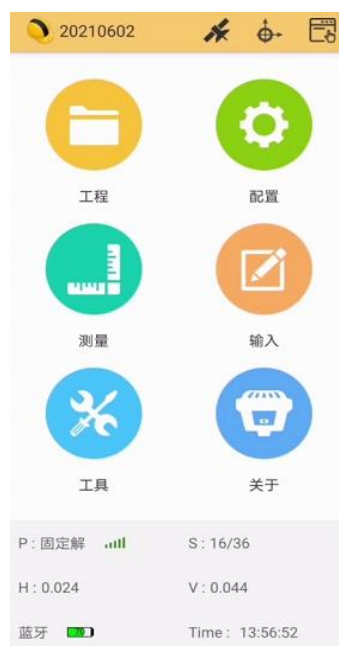 20210602
工程
配置
测量
输入
工具
关于
P : 固定解
S : 16/36
H : 0.024
V : 0.044
蓝牙
Time : 13:56:52